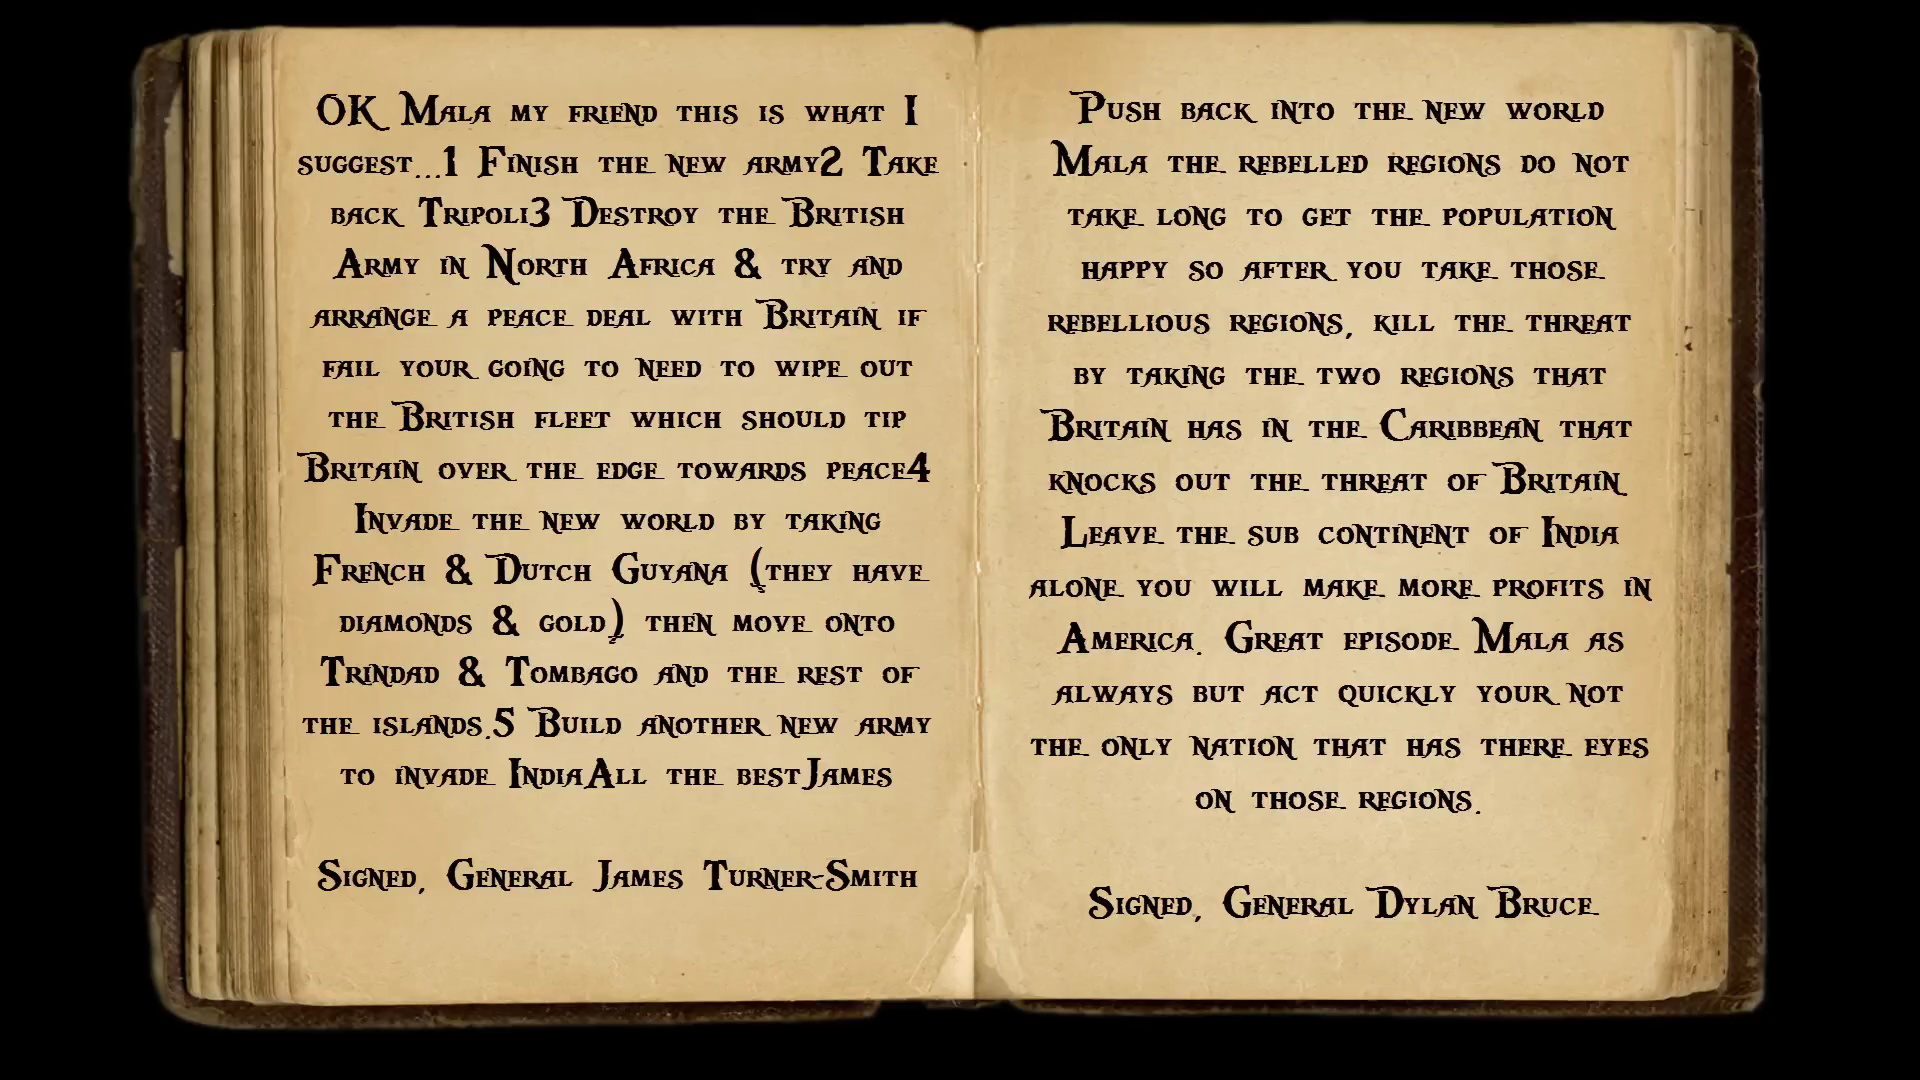 OK Mala my friend this is what I
suggest...1 Finish the new army2 Take
back Tripoli3 Destroy the British
Army in North Africa & try and
arrange a peace deal with Britain if
fail your going to need to wipe out
the British fleet which should tip
Britain over the edge towards peace4
Invade the new world by taking
French & Dutch Guyana (they have
diamonds & gold) then move onto
Trindad & Tombago and the rest of
the islands.5 Build another new army
to invade IndiaAll the bestJames
Signed, General James Turner-Smith
Push back into the new world
Mala the rebelled regions do not
take long to get the population
happy so after you take those
rebellious regions, kill the threat
by taking the two regions that
Britain has in the Caribbean that
knocks out the threat of Britain.
Leave the sub continent of India
alone you will make more profits in
America. Great episode Mala as
always but act quickly your not
the only nation that has there eyes
on those regions.
Signed, General Dylan Bruce